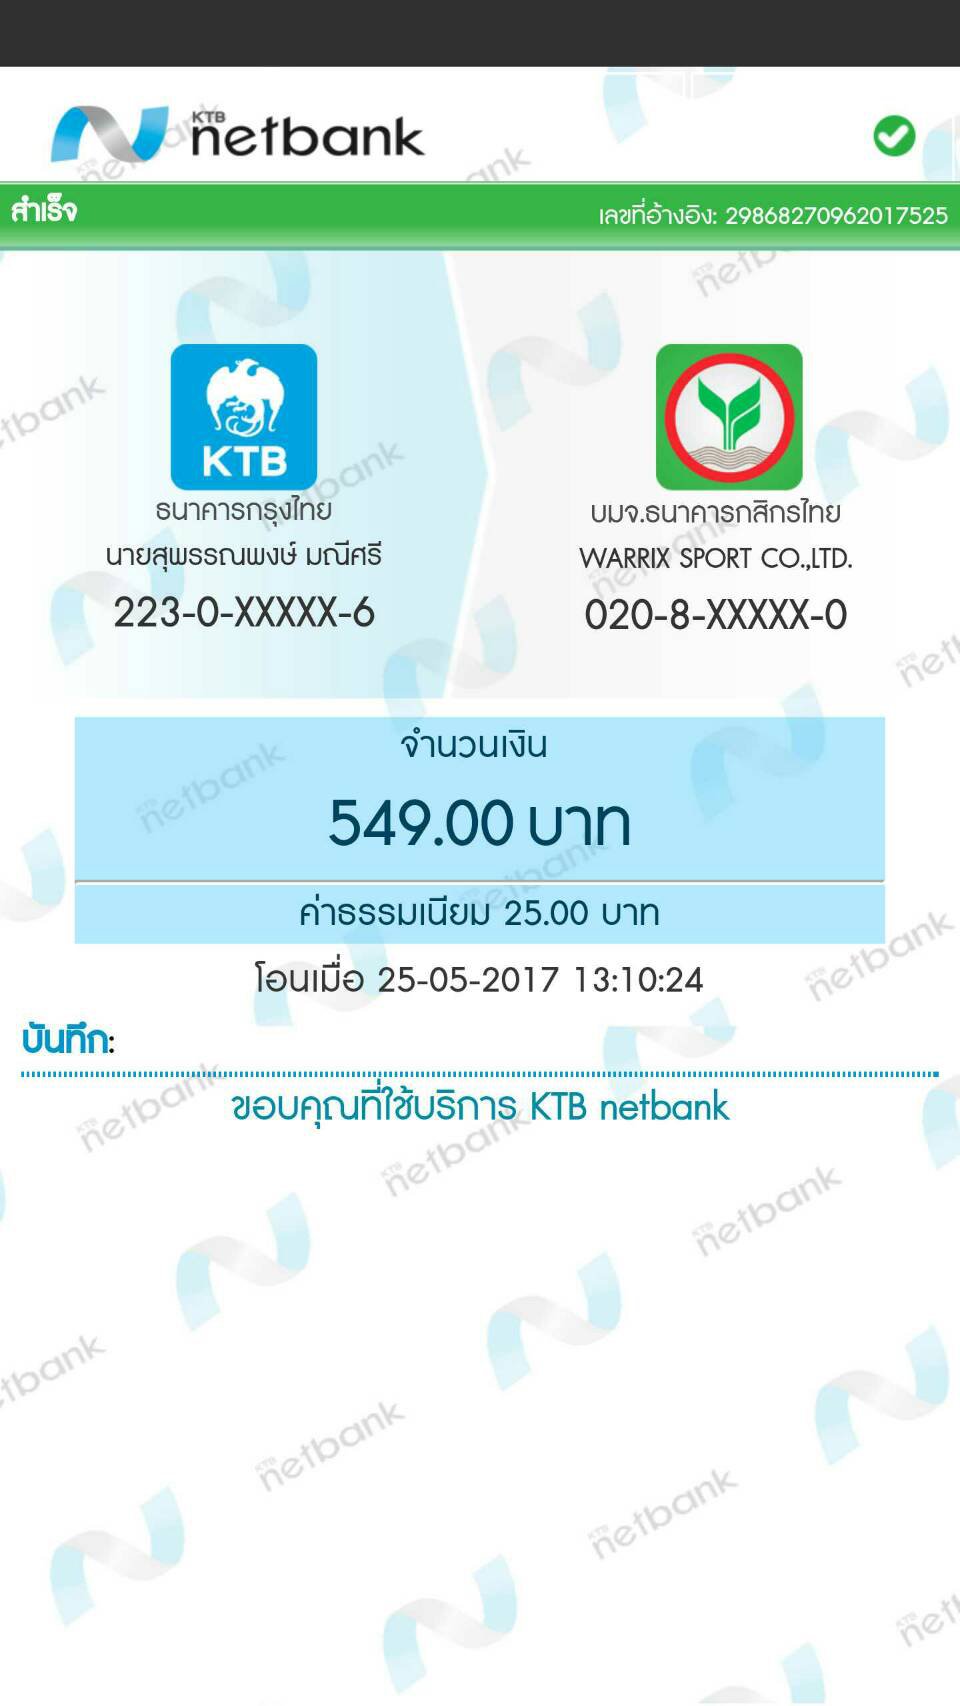 KTB
netbank
สำเร็จ
เลขที่อ้างอิง: 29868270962017525
KTB
ธนาคารกรุงไทย
นายสุพรรณพงษ์ มณีศรี
223-0-XXXXX-6
บมจ.ธนาคารกสิกรไทย
WARRIX SPORT CO.,LTD.
020-8-XXXXX-0
จำนวนเงิน
549.00 บาท
ค่าธรรมเนียม 25.00 บาท
โอนเมื่อ 25-05-2017 13:10:24
บันทึก:
ขอบคุณที่ใช้บริการ KTB netbank